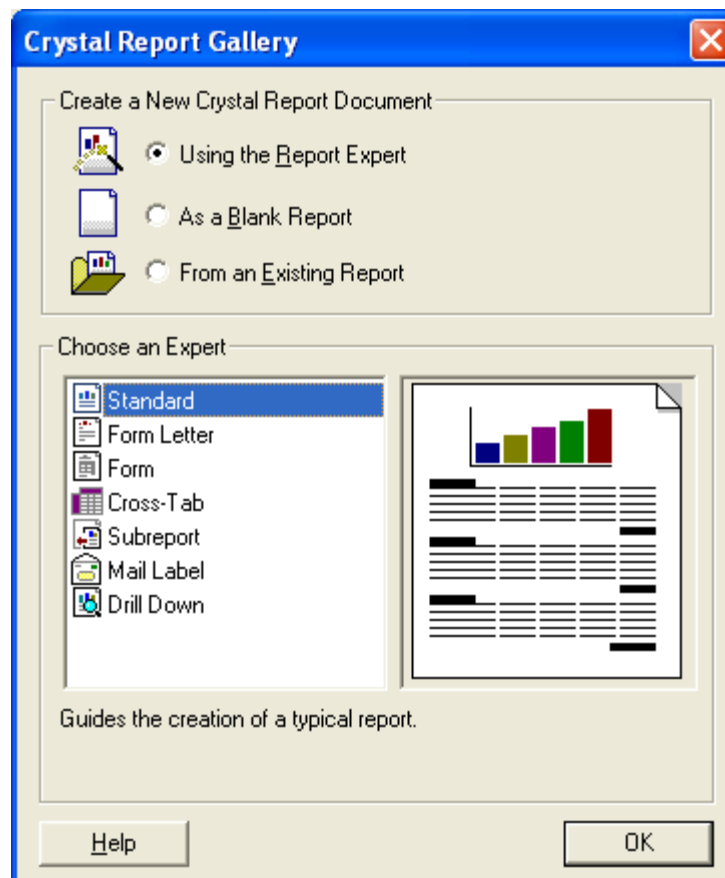 Crystal Report Gallery
Create a New Crystal Report Document
Using the Report Expert
As a Blank Report
From an Existing Report
Choose an Expert
Standard
Form Letter
Form
Cross-Tab
Subreport
Mail Label
Drill Down
Guides the creation of a typical report.
Help
OK